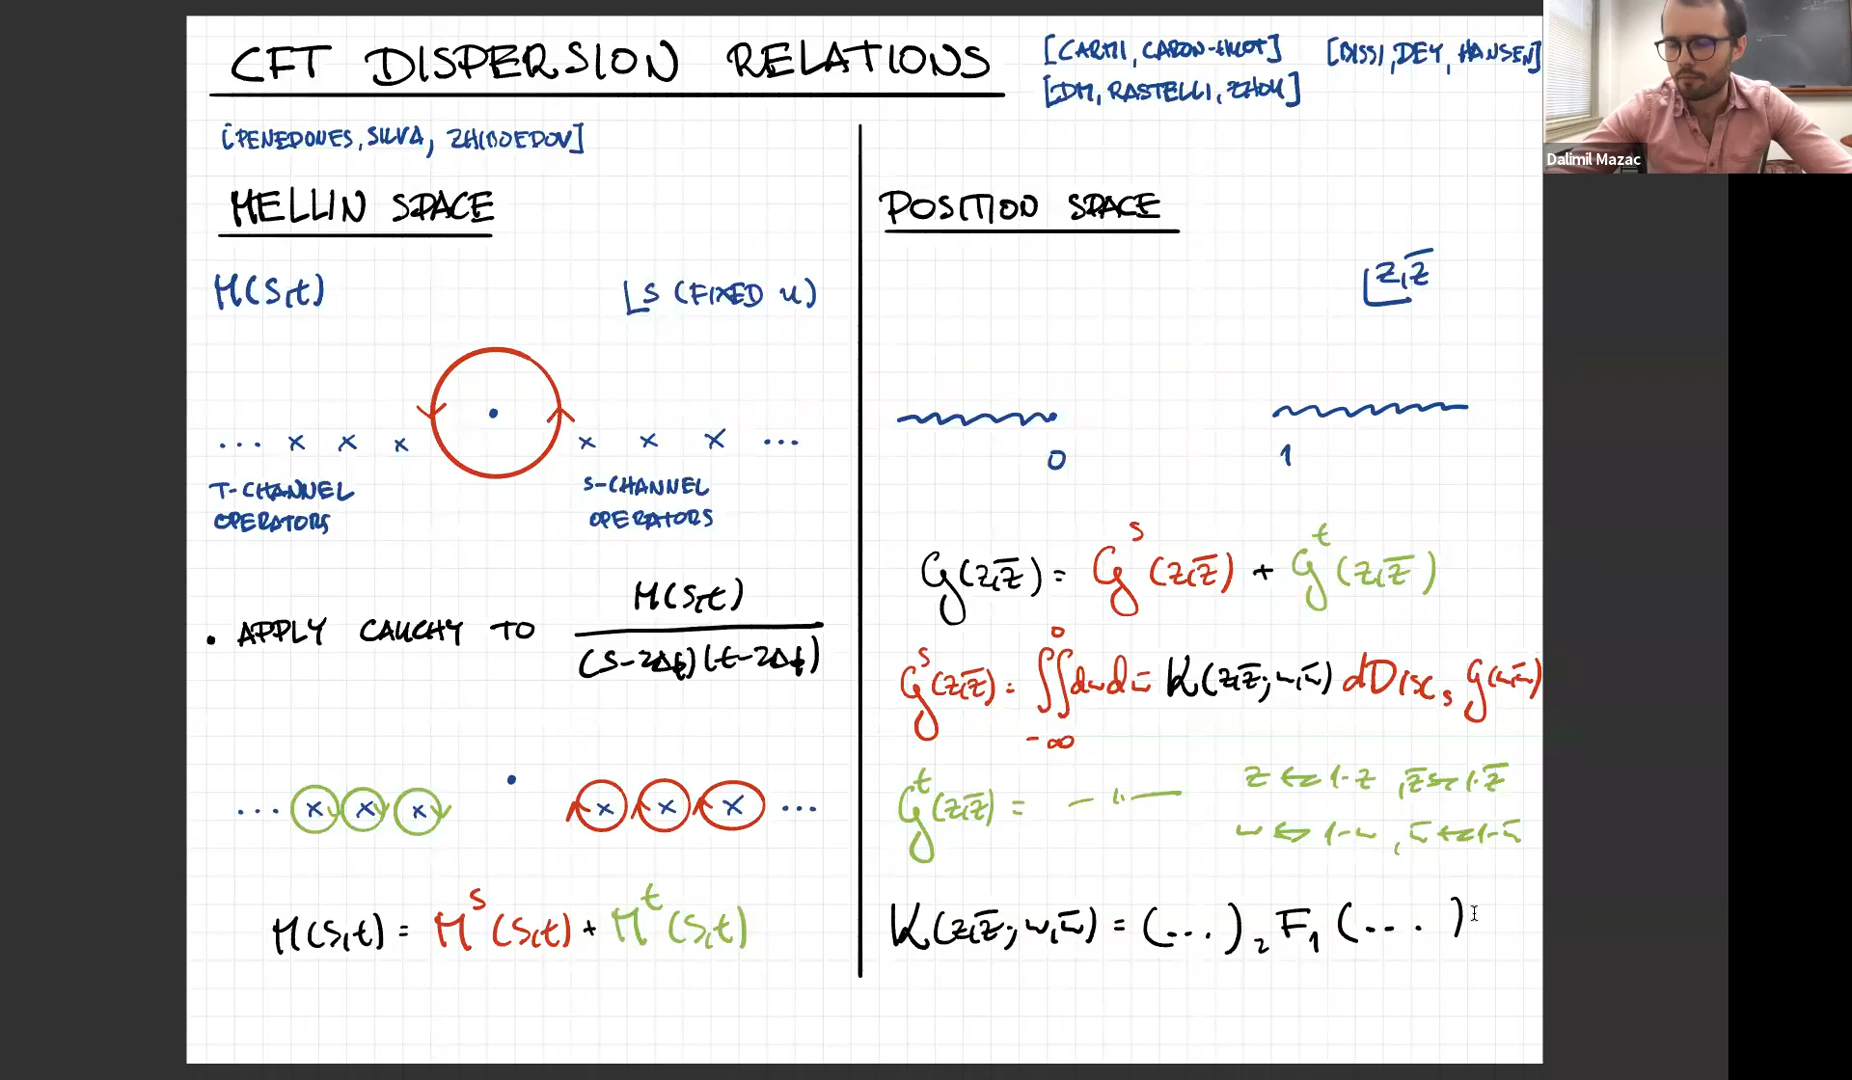 CFT DISPERSION RELATIONS
[CARMI, CARON-HUOT] [BISSI, DEY, HANSEN]
[DM, RASTELLI, ZHOU]
[PENEDONES, SILVA, ZHIBOEDOV]
MELLIN SPACE
M(s,t)
s (FIXED u)
... × × × × × × ...
T-CHANNEL OPERATORS
S-CHANNEL OPERATORS
• APPLY CAUCHY TO M(s,t) / (s-2Δϕ)(t-2Δϕ)
... × × × × × × ...
M(s,t) = M^s(s,t) + M^t(s,t)
POSITION SPACE
z, z̄
0 1
G(z,z̄) = G^s(z,z̄) + G^t(z,z̄)
G^s(z,z̄) = ∬_{-∞}^{0} dw dw̄ K(z,z̄; w,w̄) dDisc_s G(w,w̄)
G^t(z,z̄) = — " — z ↔ 1-z, z̄ ↔ 1-z̄
w ↔ 1-w, w̄ ↔ 1-w̄
K(z,z̄; w,w̄) = (...) ₂F₁(....)
Dalimil Mazac